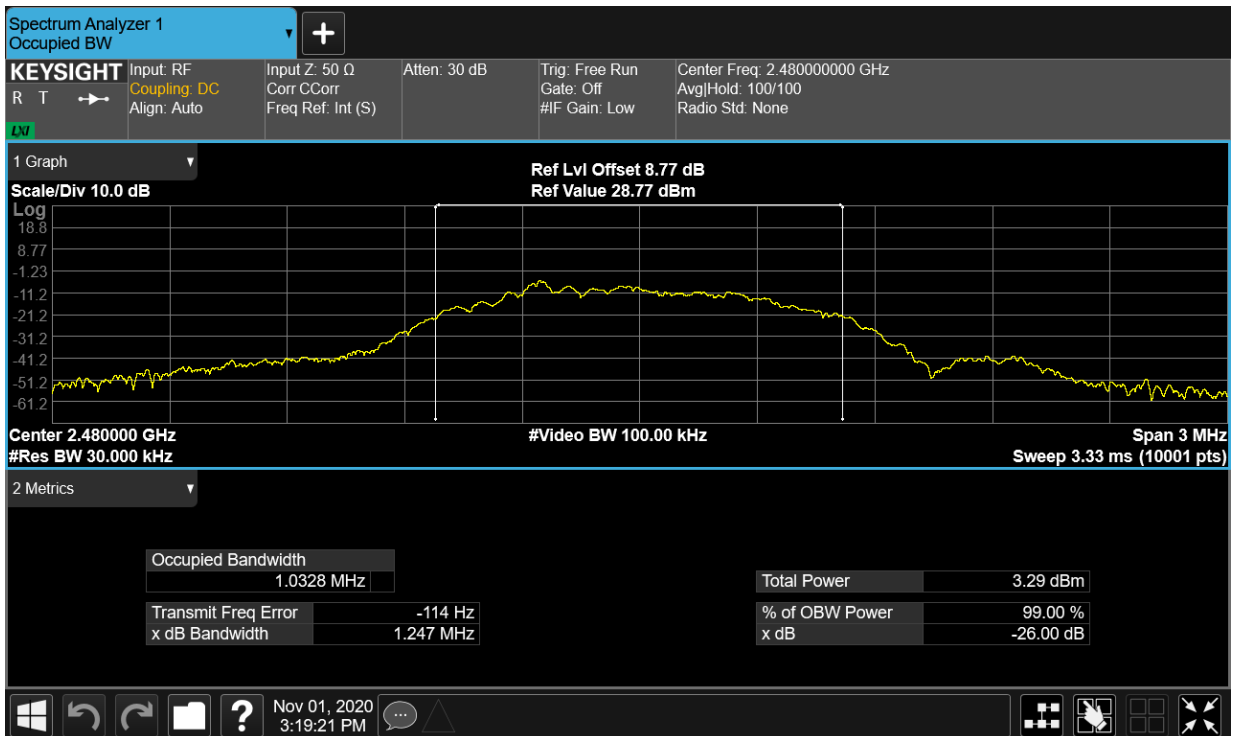 Spectrum Analyzer 1
Occupied BW
▼
+
KEYSIGHT
R T
LXI
Input: RF
Coupling: DC
Align: Auto
Input Z: 50 Ω
Corr CCorr
Freq Ref: Int (S)
Atten: 30 dB
Trig: Free Run
Gate: Off
#IF Gain: Low
Center Freq: 2.480000000 GHz
Avg|Hold: 100/100
Radio Std: None
1 Graph ▼
Scale/Div 10.0 dB
Ref Lvl Offset 8.77 dB
Ref Value 28.77 dBm
Log
18.8
8.77
-1.23
-11.2
-21.2
-31.2
-41.2
-51.2
-61.2
Center 2.480000 GHz
#Res BW 30.000 kHz
#Video BW 100.00 kHz
Span 3 MHz
Sweep 3.33 ms (10001 pts)
2 Metrics ▼
Occupied Bandwidth
1.0328 MHz
Transmit Freq Error -114 Hz
x dB Bandwidth 1.247 MHz
Total Power 3.29 dBm
% of OBW Power 99.00 %
x dB -26.00 dB
?
Nov 01, 2020
3:19:21 PM